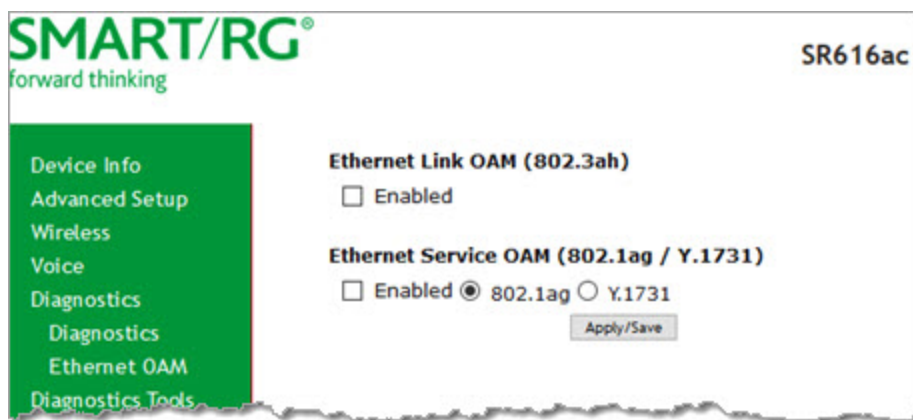 SMART/RG®
forward thinking
SR616ac
Device Info
Advanced Setup
Wireless
Voice
Diagnostics
Diagnostics
Ethernet OAM
Diagnostics Tools
Ethernet Link OAM (802.3ah)
Enabled
Ethernet Service OAM (802.1ag / Y.1731)
Enabled 802.1ag Y.1731
Apply/Save